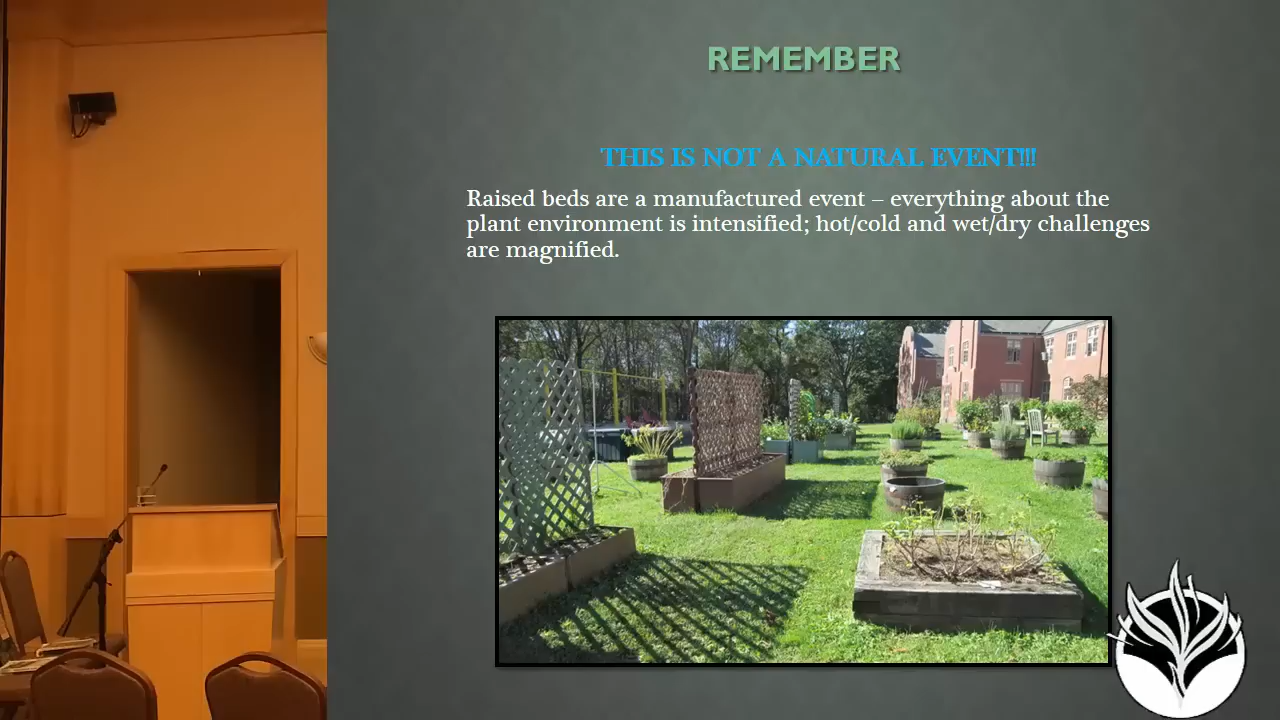 REMEMBER
THIS IS NOT A NATURAL EVENT!!!
Raised beds are a manufactured event – everything about the
plant environment is intensified; hot/cold and wet/dry challenges
are magnified.